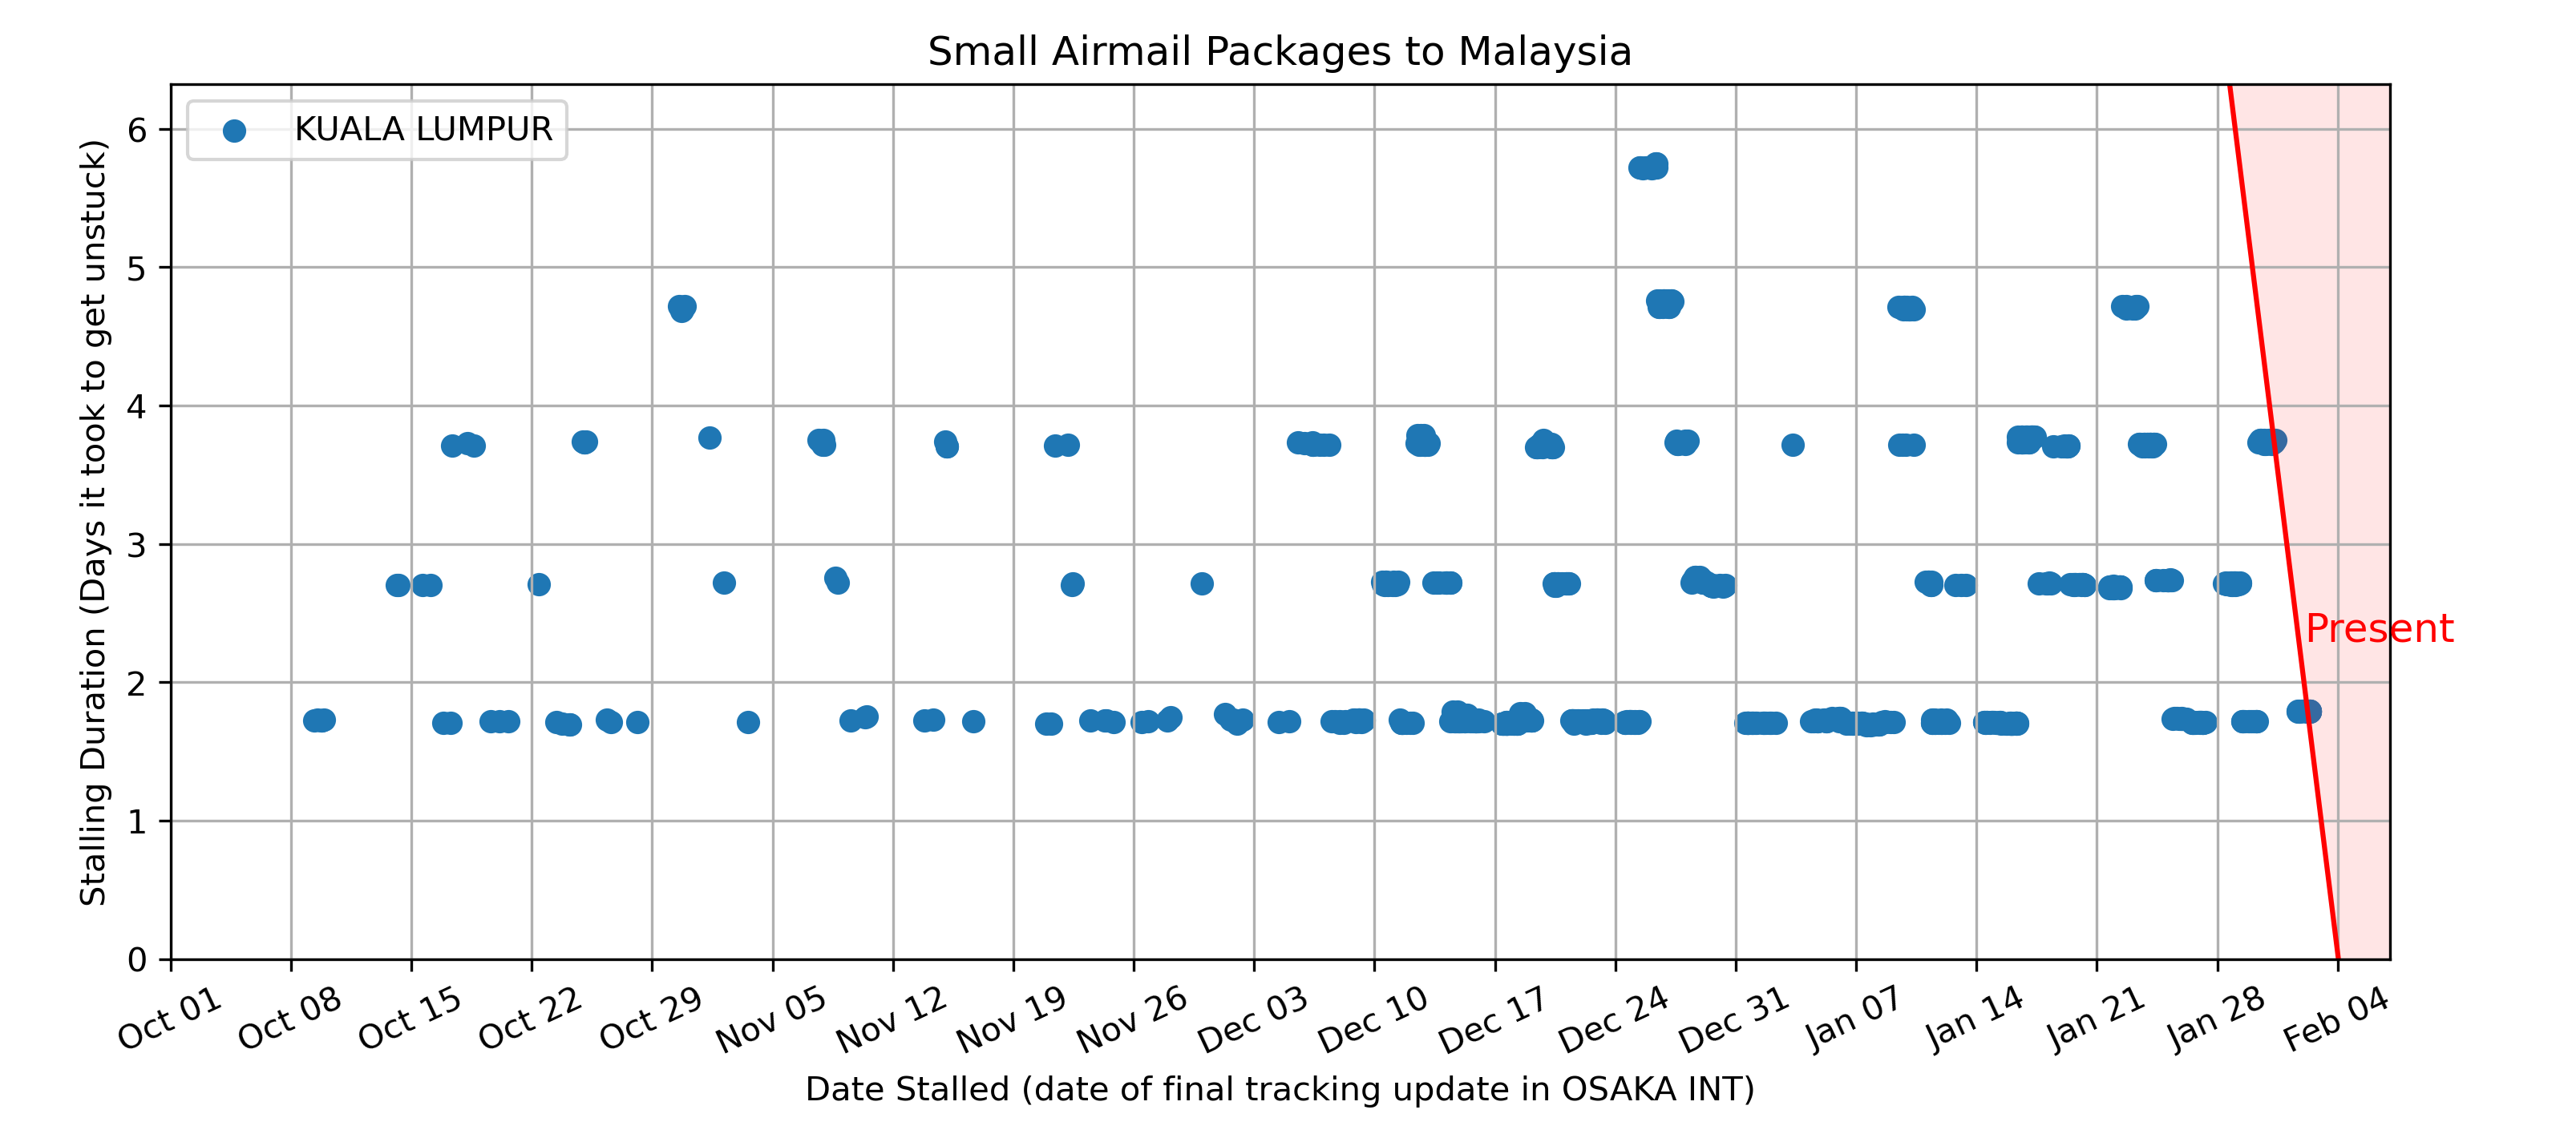 Small Airmail Packages to Malaysia
KUALA LUMPUR
Stalling Duration (Days it took to get unstuck)
6
5
4
3
2
1
0
Present
Oct 01 Oct 08 Oct 15 Oct 22 Oct 29 Nov 05 Nov 12 Nov 19 Nov 26 Dec 03 Dec 10 Dec 17 Dec 24 Dec 31 Jan 07 Jan 14 Jan 21 Jan 28 Feb 04
Date Stalled (date of final tracking update in OSAKA INT)